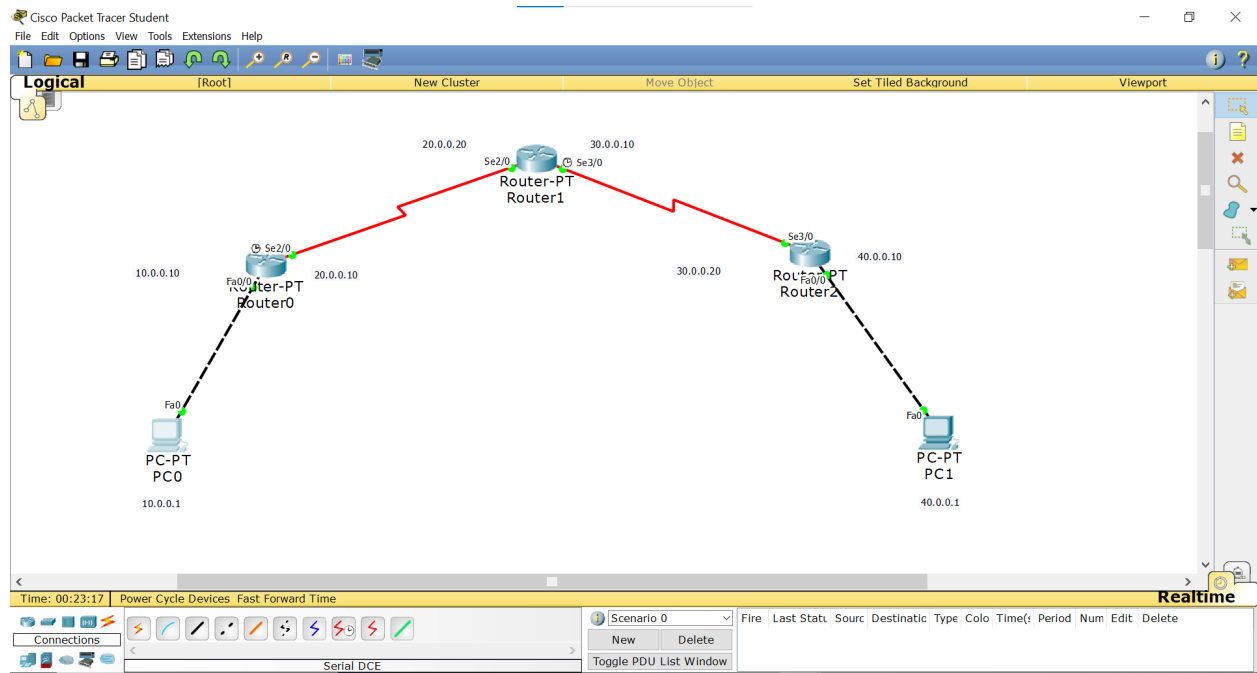 Cisco Packet Tracer Student
File Edit Options View Tools Extensions Help
Logical [Root] New Cluster Move Object Set Tiled Background Viewport
20.0.0.20 30.0.0.10
Se2/0 Se3/0
Router-PT
Router1
Se2/0
10.0.0.10 20.0.0.10
Fa0/0
Router-PT
Router0
Se3/0
40.0.0.10
30.0.0.20
Router-PT
Fa0/0
Router2
Fa0
PC-PT
PC0
10.0.0.1
Fa0
PC-PT
PC1
40.0.0.1
Time: 00:23:17 Power Cycle Devices Fast Forward Time Realtime
Connections
Serial DCE
Scenario 0
New Delete
Toggle PDU List Window
Fire Last Statu Sourc Destinatic Type Colo Time(s Period Num Edit Delete